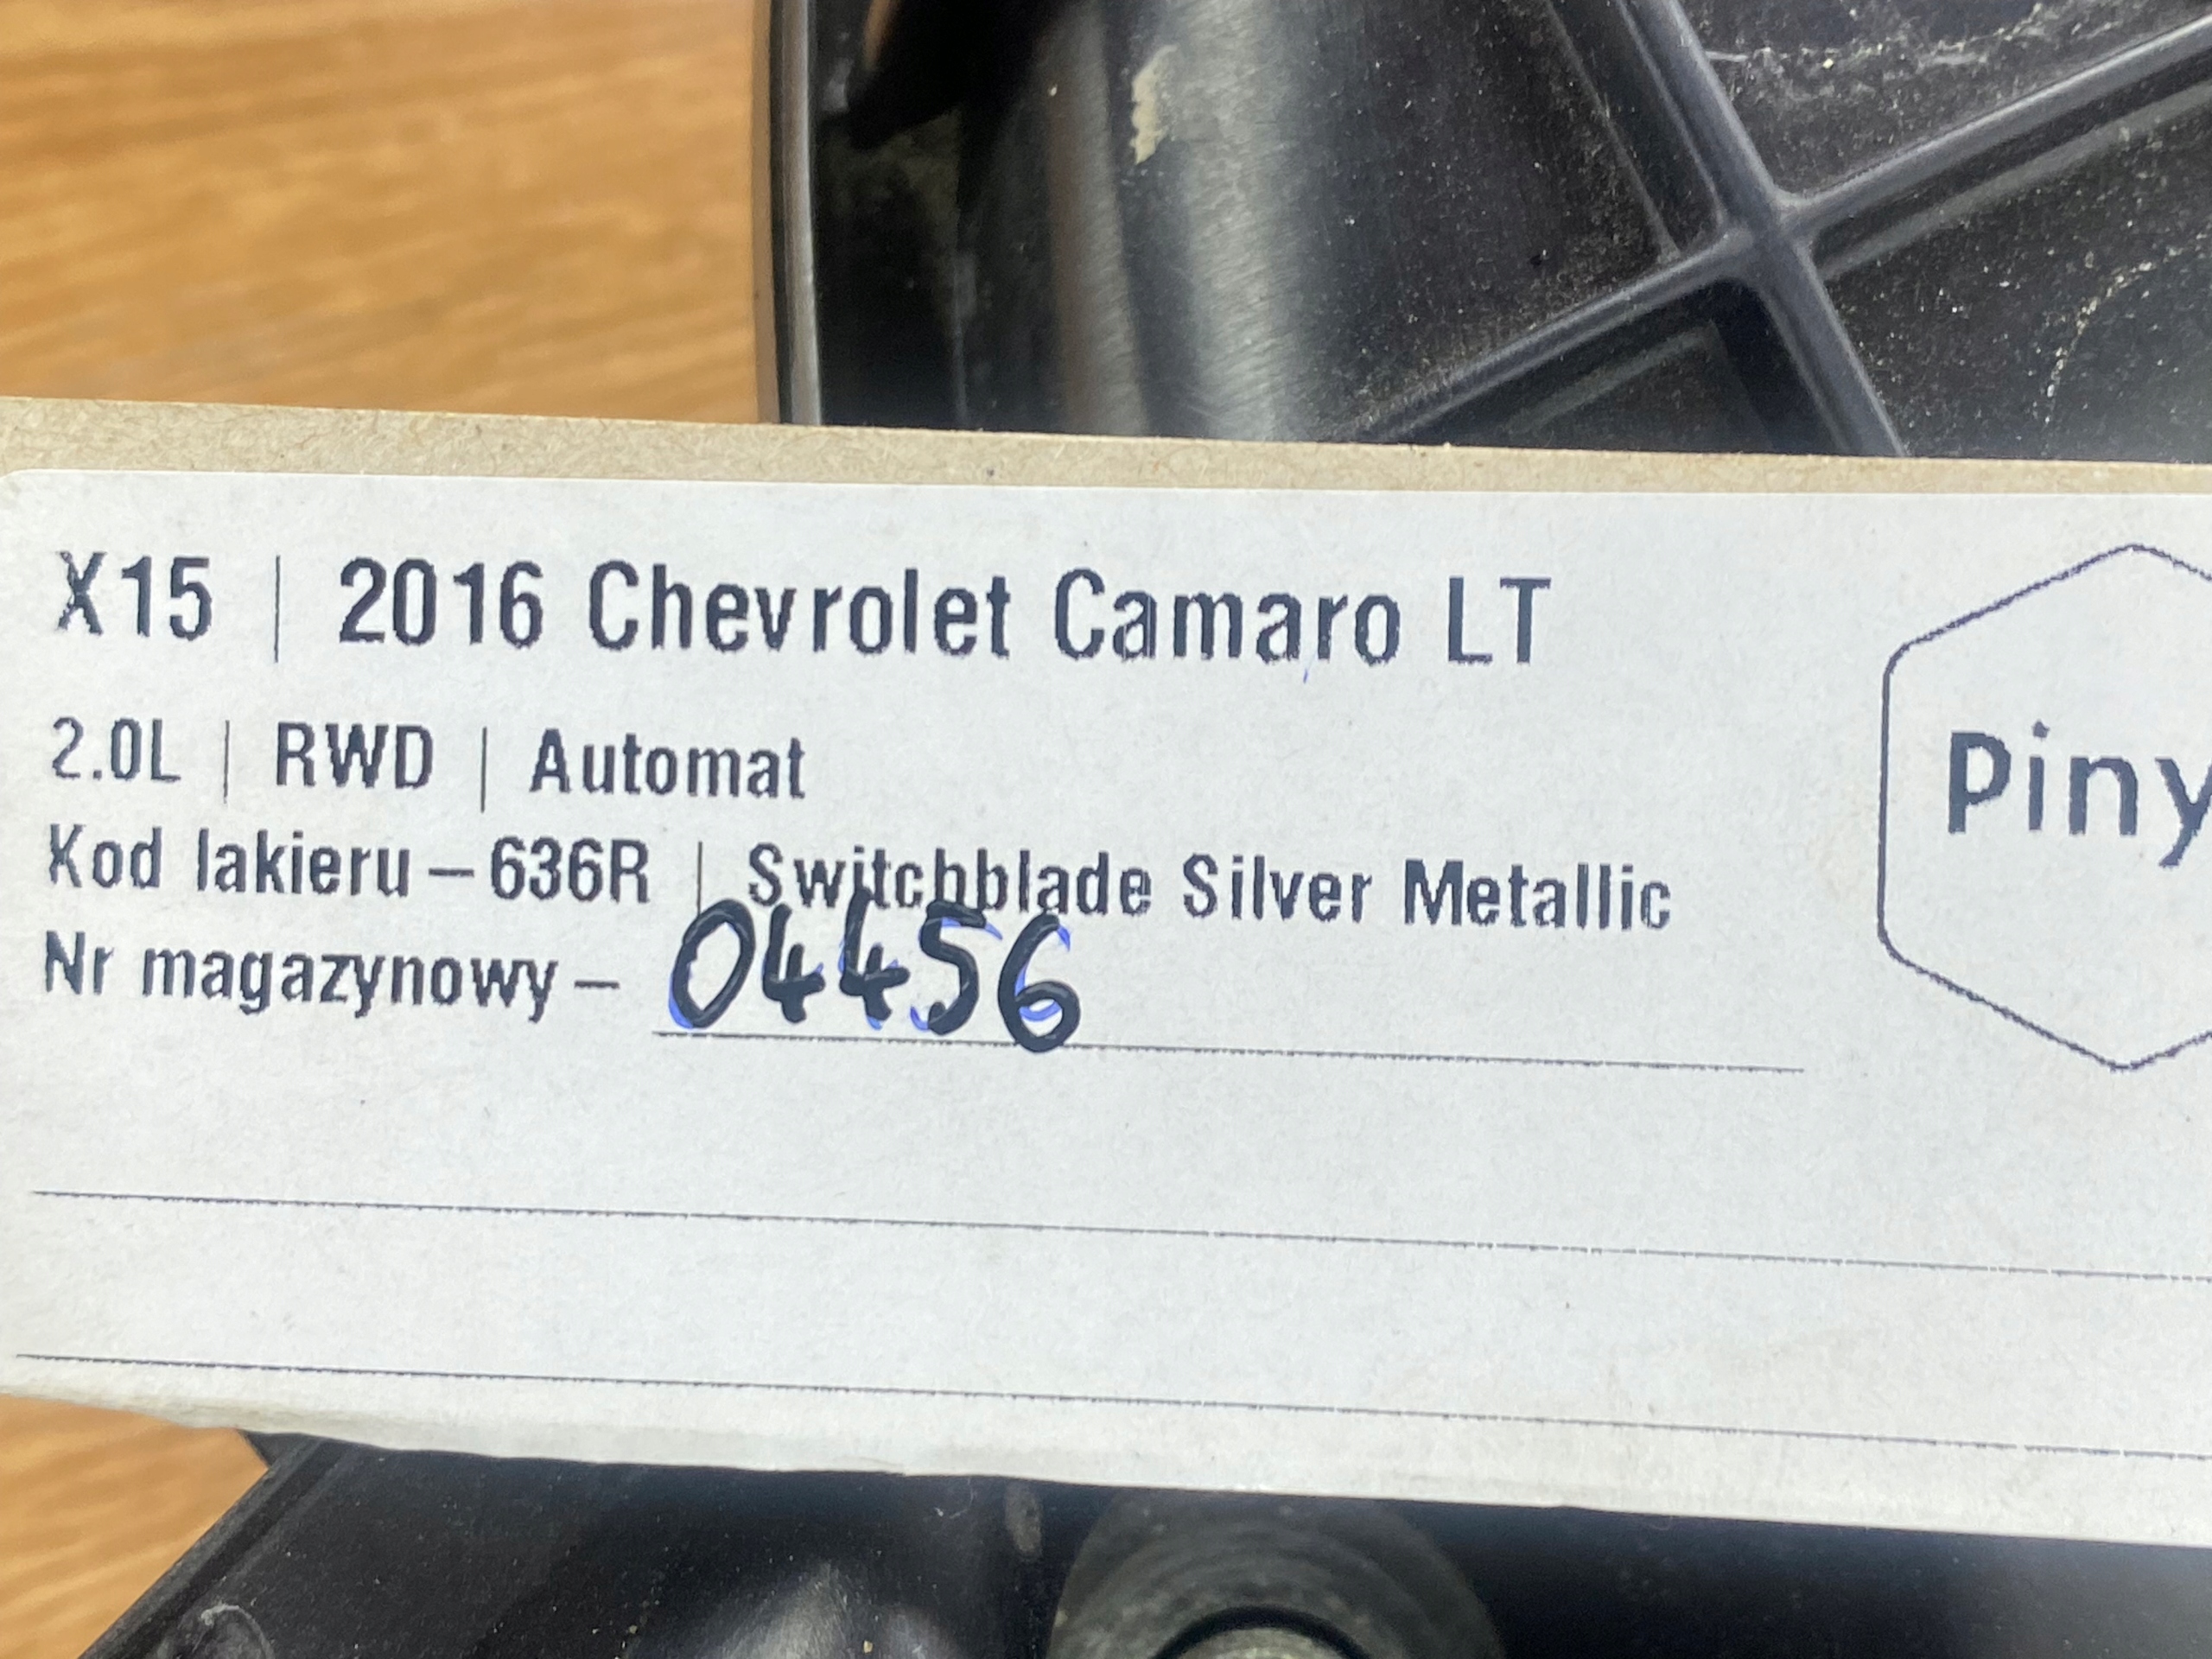 X15 | 2016 Chevrolet Camaro LT
2.0L | RWD | Automat
Kod lakieru – 636R | Switchblade Silver Metallic
Nr magazynowy – 04456
Piny